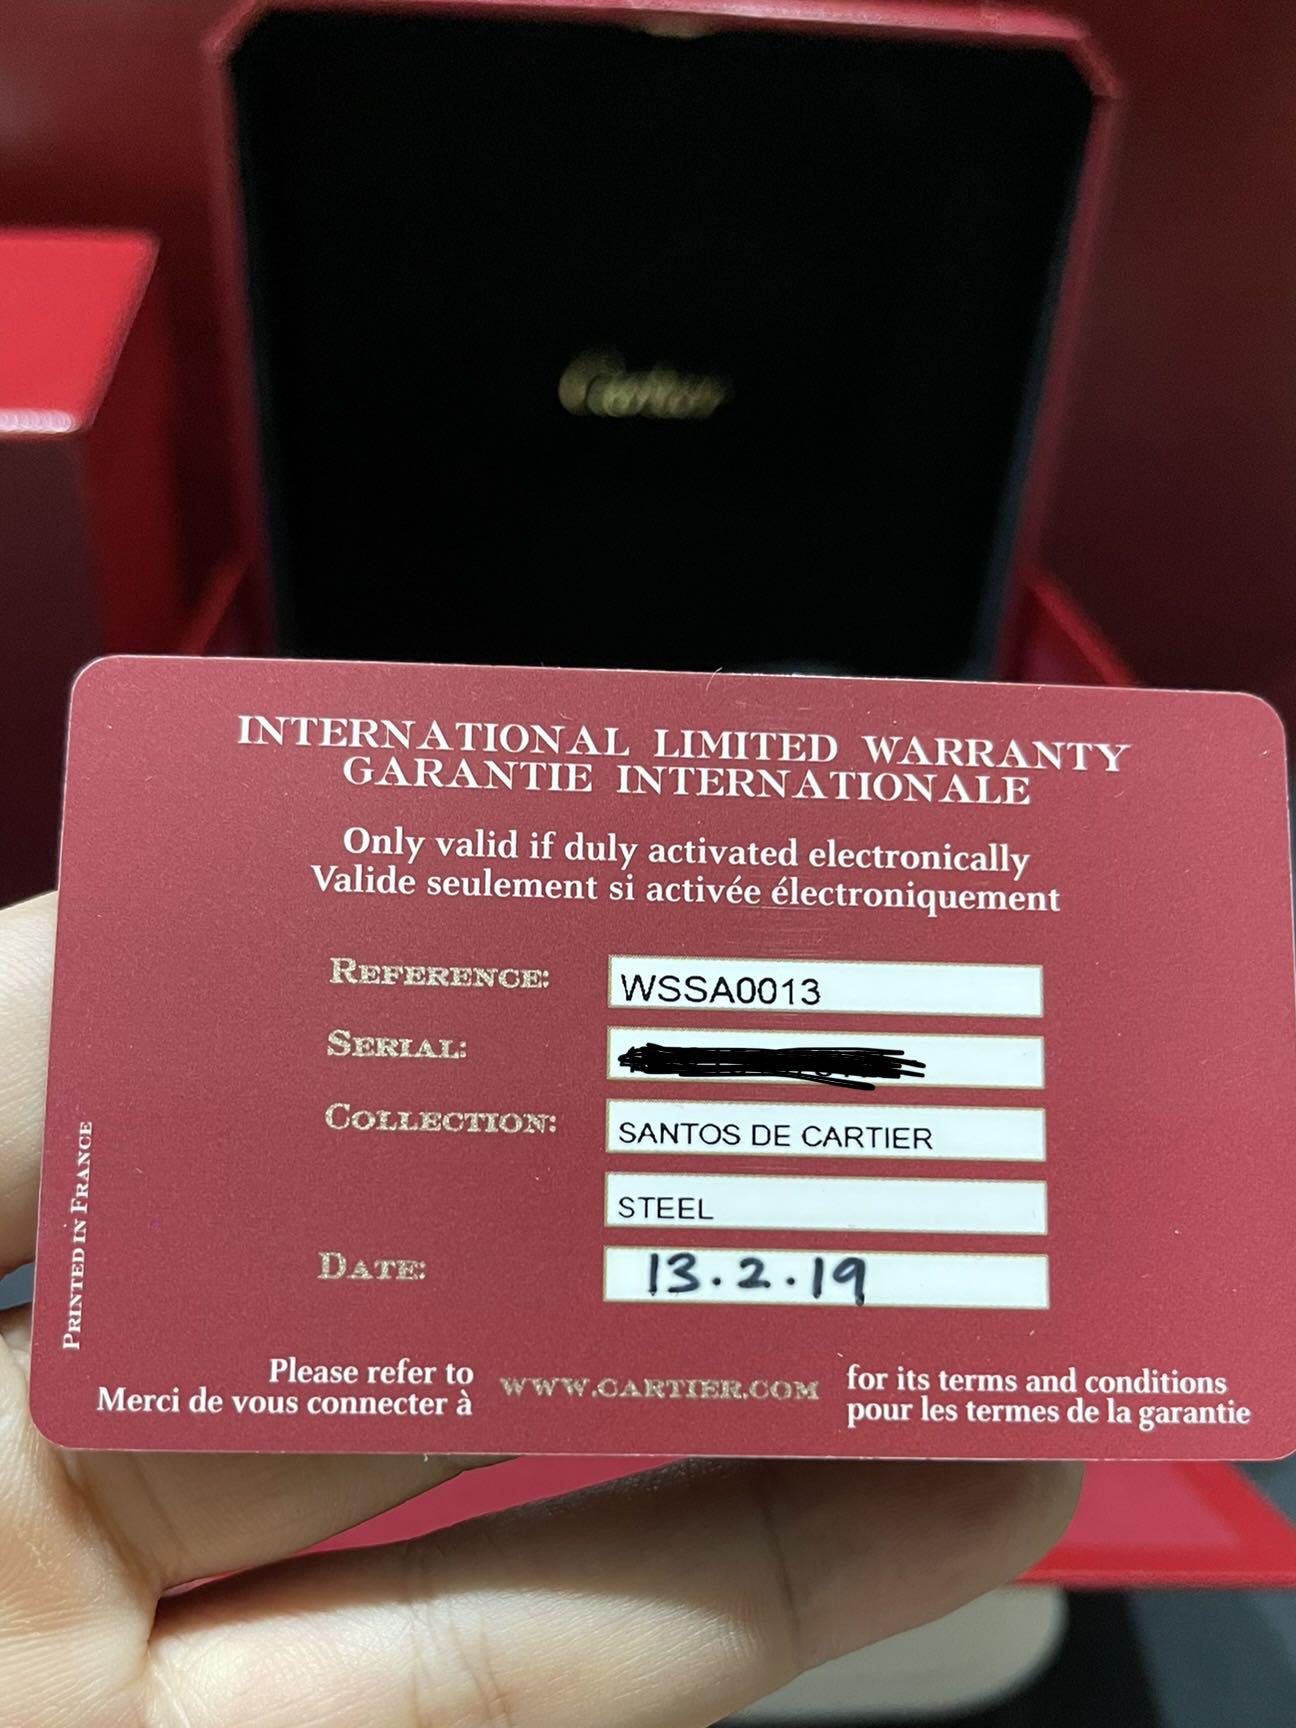 Cartier
INTERNATIONAL LIMITED WARRANTY
GARANTIE INTERNATIONALE
Only valid if duly activated electronically
Valide seulement si activée électroniquement
REFERENCE: WSSA0013
SERIAL:
COLLECTION: SANTOS DE CARTIER
STEEL
DATE: 13.2.19
PRINTED IN FRANCE
Please refer to
Merci de vous connecter à
WWW.CARTIER.COM
for its terms and conditions
pour les termes de la garantie